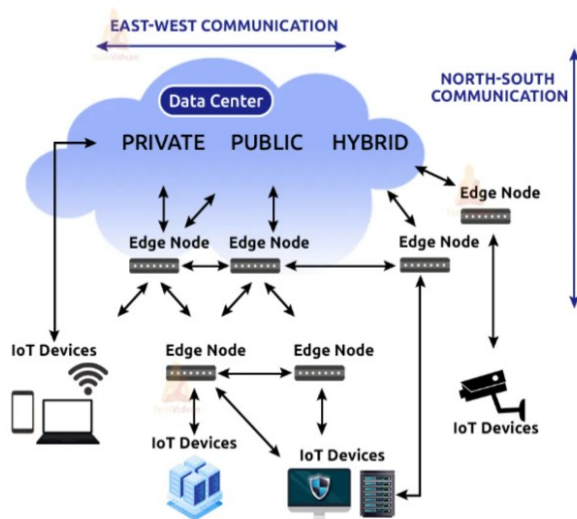 EAST-WEST COMMUNICATION
NORTH-SOUTH
COMMUNICATION
Data Center
PRIVATE PUBLIC HYBRID
Edge Node
Edge Node Edge Node
Edge Node
IoT Devices
Edge Node Edge Node
IoT Devices
IoT Devices
IoT Devices